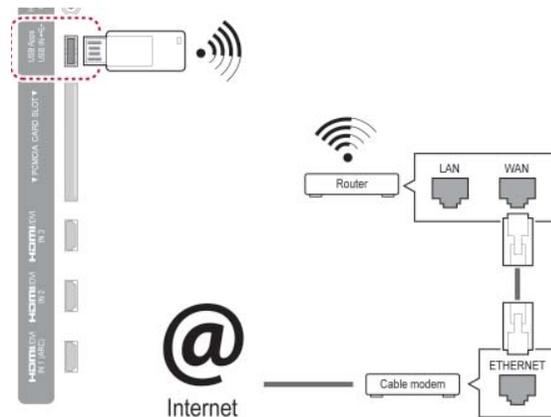 USB Apps
USB IN
▼ PCMCIA CARD SLOT ▼
HDMI/DVI
IN 3
HDMI/DVI
IN 2
HDMI/DVI
IN 1 (ARC)
LAN
WAN
Router
ETHERNET
Cable modem
@
Internet